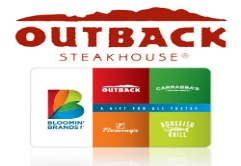 OUTBACK
STEAKHOUSE®
OUTBACK
CARRABBA'S
A GIFT FOR ALL TASTES
BLOOMIN'
BRANDS
Fleming's
BONEFISH
GRILL